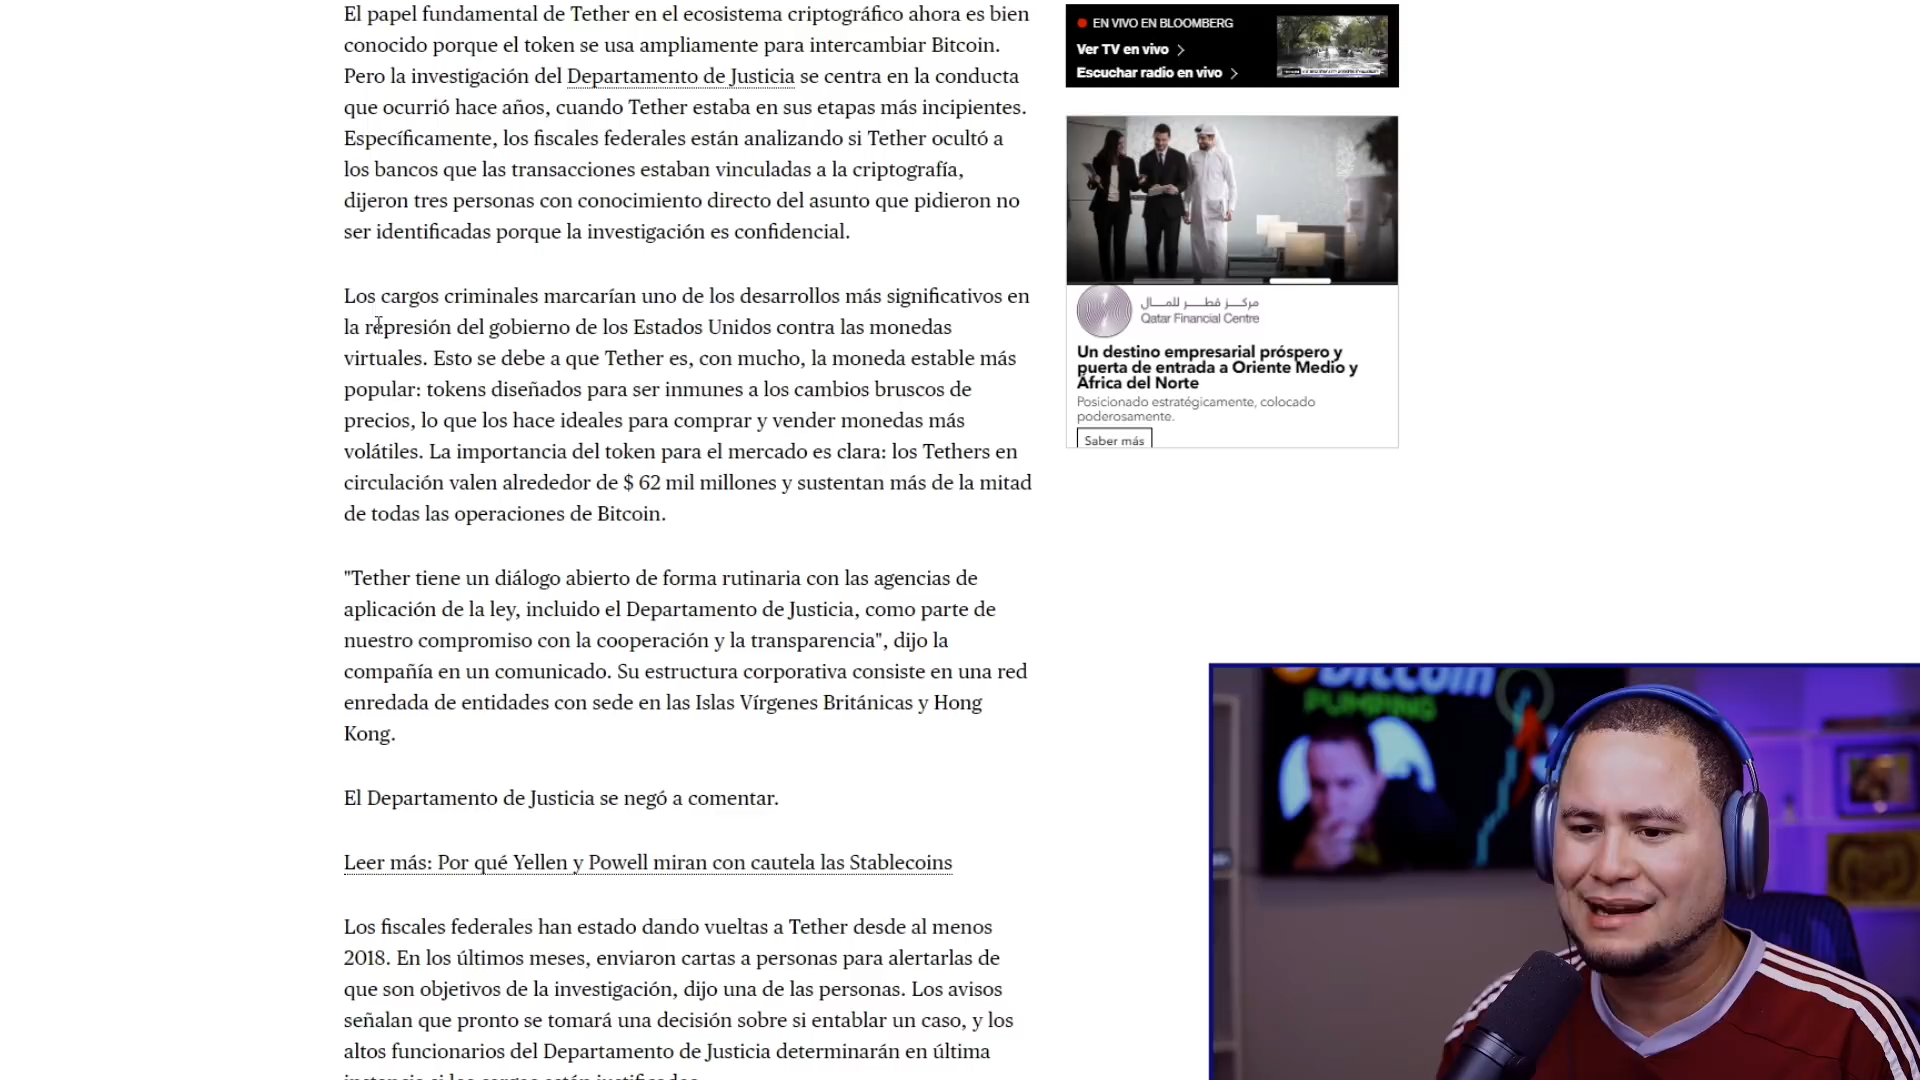 El papel fundamental de Tether en el ecosistema criptográfico ahora es bien
conocido porque el token se usa ampliamente para intercambiar Bitcoin.
Pero la investigación del Departamento de Justicia se centra en la conducta
que ocurrió hace años, cuando Tether estaba en sus etapas más incipientes.
Específicamente, los fiscales federales están analizando si Tether ocultó a
los bancos que las transacciones estaban vinculadas a la criptografía,
dijeron tres personas con conocimiento directo del asunto que pidieron no
ser identificadas porque la investigación es confidencial.
Los cargos criminales marcarían uno de los desarrollos más significativos en
la represión del gobierno de los Estados Unidos contra las monedas
virtuales. Esto se debe a que Tether es, con mucho, la moneda estable más
popular: tokens diseñados para ser inmunes a los cambios bruscos de
precios, lo que los hace ideales para comprar y vender monedas más
volátiles. La importancia del token para el mercado es clara: los Tethers en
circulación valen alrededor de $ 62 mil millones y sustentan más de la mitad
de todas las operaciones de Bitcoin.
"Tether tiene un diálogo abierto de forma rutinaria con las agencias de
aplicación de la ley, incluido el Departamento de Justicia, como parte de
nuestro compromiso con la cooperación y la transparencia", dijo la
compañía en un comunicado. Su estructura corporativa consiste en una red
enredada de entidades con sede en las Islas Vírgenes Británicas y Hong
Kong.
El Departamento de Justicia se negó a comentar.
Leer más: Por qué Yellen y Powell miran con cautela las Stablecoins
Los fiscales federales han estado dando vueltas a Tether desde al menos
2018. En los últimos meses, enviaron cartas a personas para alertarlas de
que son objetivos de la investigación, dijo una de las personas. Los avisos
señalan que pronto se tomará una decisión sobre si entablar un caso, y los
altos funcionarios del Departamento de Justicia determinarán en última
EN VIVO EN BLOOMBERG
Ver TV en vivo
Escuchar radio en vivo
مركز قطر للمال
Qatar Financial Centre
Un destino empresarial próspero y
puerta de entrada a Oriente Medio y
África del Norte
Posicionado estratégicamente, colocado
poderosamente.
Saber más
Bitcoin
PUMPING